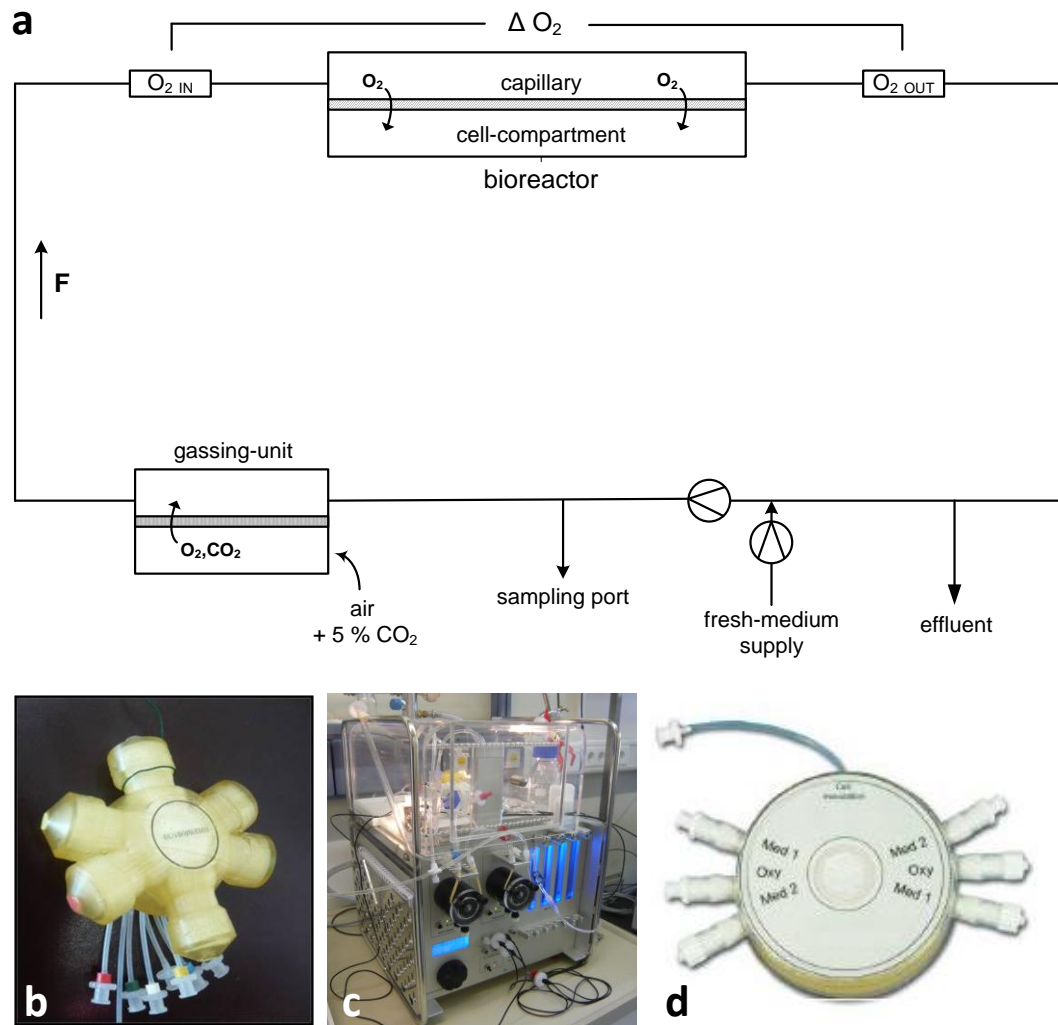 a
Δ O₂
O₂ IN
O₂
capillary
O₂
O₂ OUT
cell-compartment
bioreactor
F
gassing-unit
O₂,CO₂
air
+ 5 % CO₂
sampling port
fresh-medium
supply
effluent
b
c
d
Cell
Med 1
Oxy
Med 2
Med 2
Oxy
Med 1